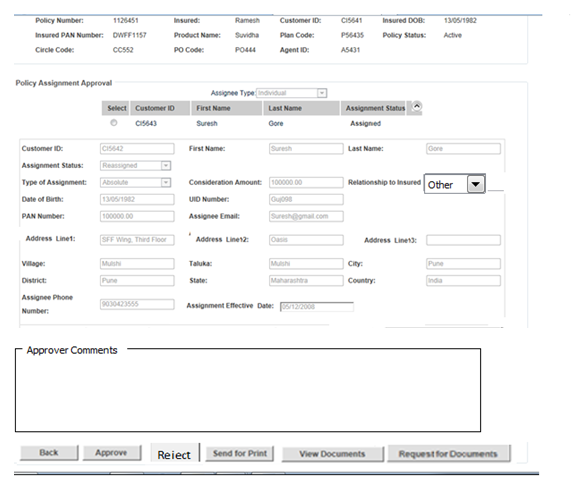 Policy Number: 1126451 Insured: Ramesh Customer ID: CI5641 Insured DOB: 13/05/1982
Insured PAN Number: DWFF1157 Product Name: Suvidha Plan Code: P56435 Policy Status: Active
Circle Code: CC552 PO Code: PO444 Agent ID: A5431
Policy Assignment Approval
Assignee Type: Individual
Select Customer ID First Name Last Name Assignment Status
CI5643 Suresh Gore Assigned
Customer ID: CI5642 First Name: Suresh Last Name: Gore
Assignment Status: Reassigned
Type of Assignment: Absolute Consideration Amount: 100000.00 Relationship to Insured Other
Date of Birth: 13/05/1982 UID Number: Guj098
PAN Number: 100000.00 Assignee Email: Suresh@gmail.com
Address Line1: SFF Wing, Third Floor Address Line12: Oasis Address Line13:
Village: Mulshi Taluka: Mulshi City: Pune
District: Pune State: Maharashtra Country: India
Assignee Phone
Number: 9030423555 Assignment Effective Date: 05/12/2008
Approver Comments
Back Approve Reject Send for Print View Documents Request for Documents